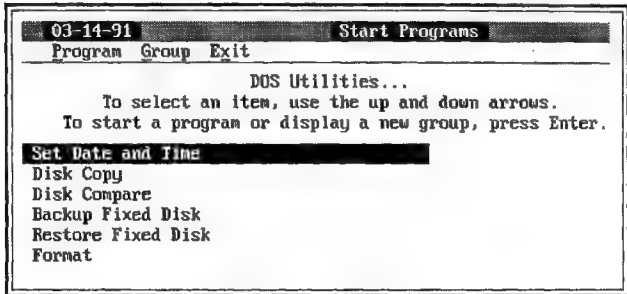 03-14-91 Start Programs
Program Group Exit
DOS Utilities...
To select an item, use the up and down arrows.
To start a program or display a new group, press Enter.
Set Date and Time
Disk Copy
Disk Compare
Backup Fixed Disk
Restore Fixed Disk
Format